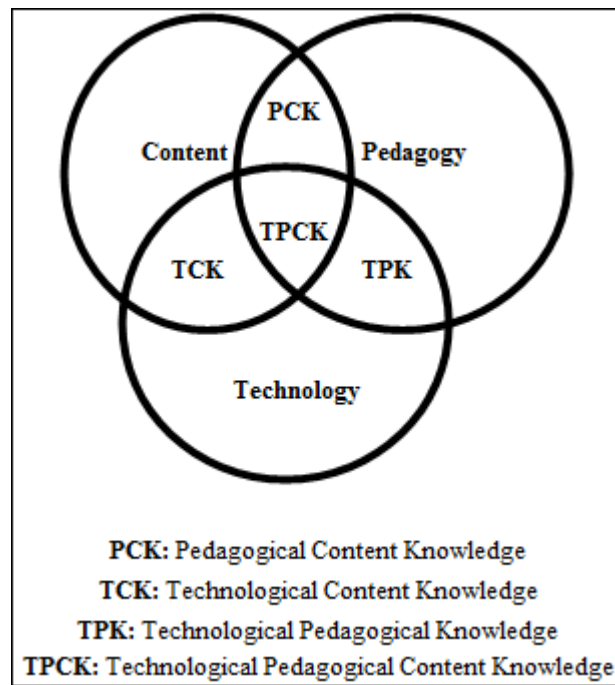 PCK
Content Pedagogy
TPCK
TCK TPK
Technology
PCK: Pedagogical Content Knowledge
TCK: Technological Content Knowledge
TPK: Technological Pedagogical Knowledge
TPCK: Technological Pedagogical Content Knowledge